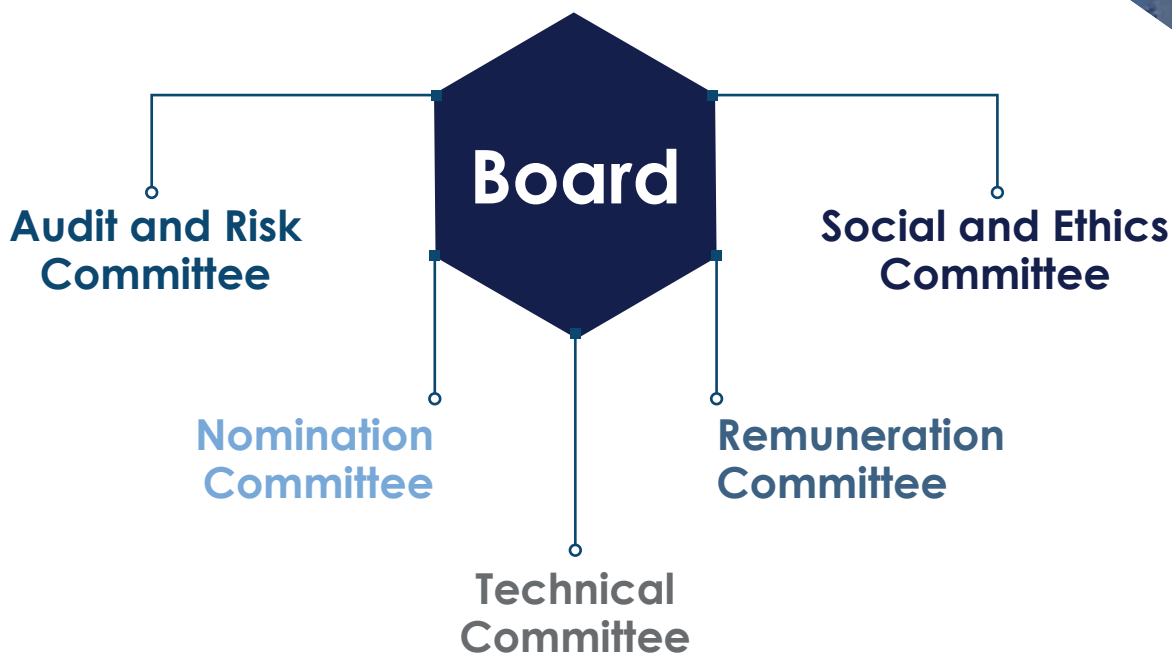 Board
Audit and Risk
Committee
Social and Ethics
Committee
Nomination
Committee
Remuneration
Committee
Technical
Committee